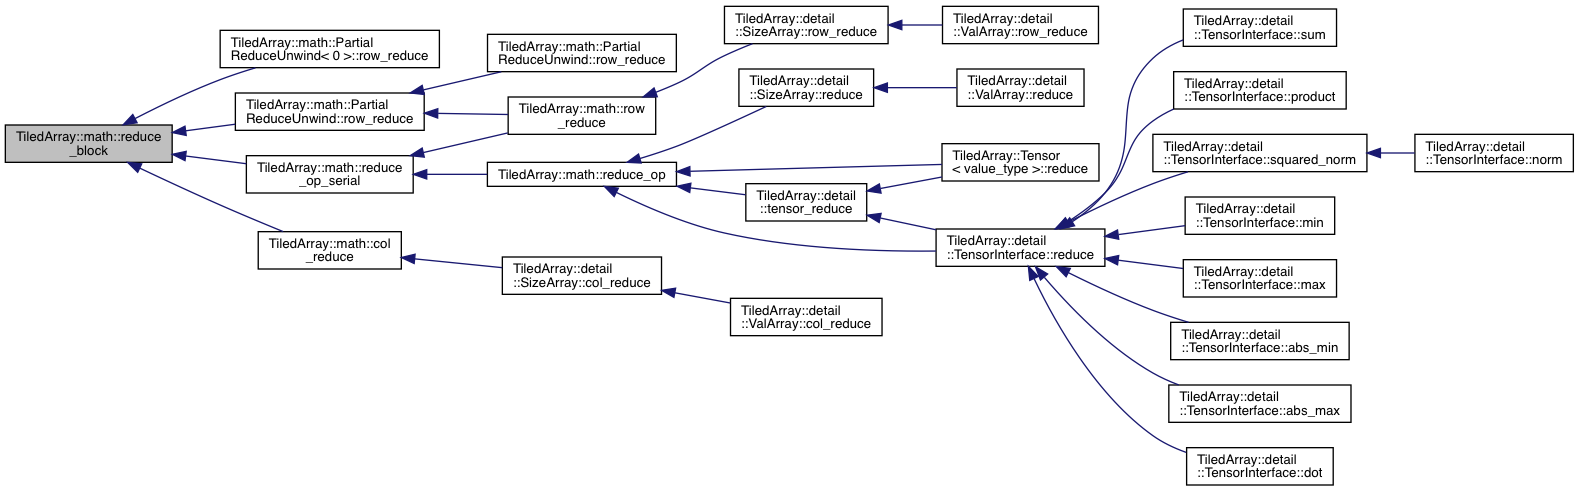 TiledArray::math::reduce
_block
TiledArray::math::Partial
ReduceUnwind< 0 >::row_reduce
TiledArray::math::Partial
ReduceUnwind::row_reduce
TiledArray::math::reduce
_op_serial
TiledArray::math::col
_reduce
TiledArray::math::Partial
ReduceUnwind::row_reduce
TiledArray::math::row
_reduce
TiledArray::math::reduce_op
TiledArray::detail
::SizeArray::col_reduce
TiledArray::detail
::SizeArray::row_reduce
TiledArray::detail
::SizeArray::reduce
TiledArray::detail
::tensor_reduce
TiledArray::detail
::ValArray::col_reduce
TiledArray::detail
::ValArray::row_reduce
TiledArray::detail
::ValArray::reduce
TiledArray::Tensor
< value_type >::reduce
TiledArray::detail
::TensorInterface::reduce
TiledArray::detail
::TensorInterface::sum
TiledArray::detail
::TensorInterface::product
TiledArray::detail
::TensorInterface::squared_norm
TiledArray::detail
::TensorInterface::norm
TiledArray::detail
::TensorInterface::min
TiledArray::detail
::TensorInterface::max
TiledArray::detail
::TensorInterface::abs_min
TiledArray::detail
::TensorInterface::abs_max
TiledArray::detail
::TensorInterface::dot